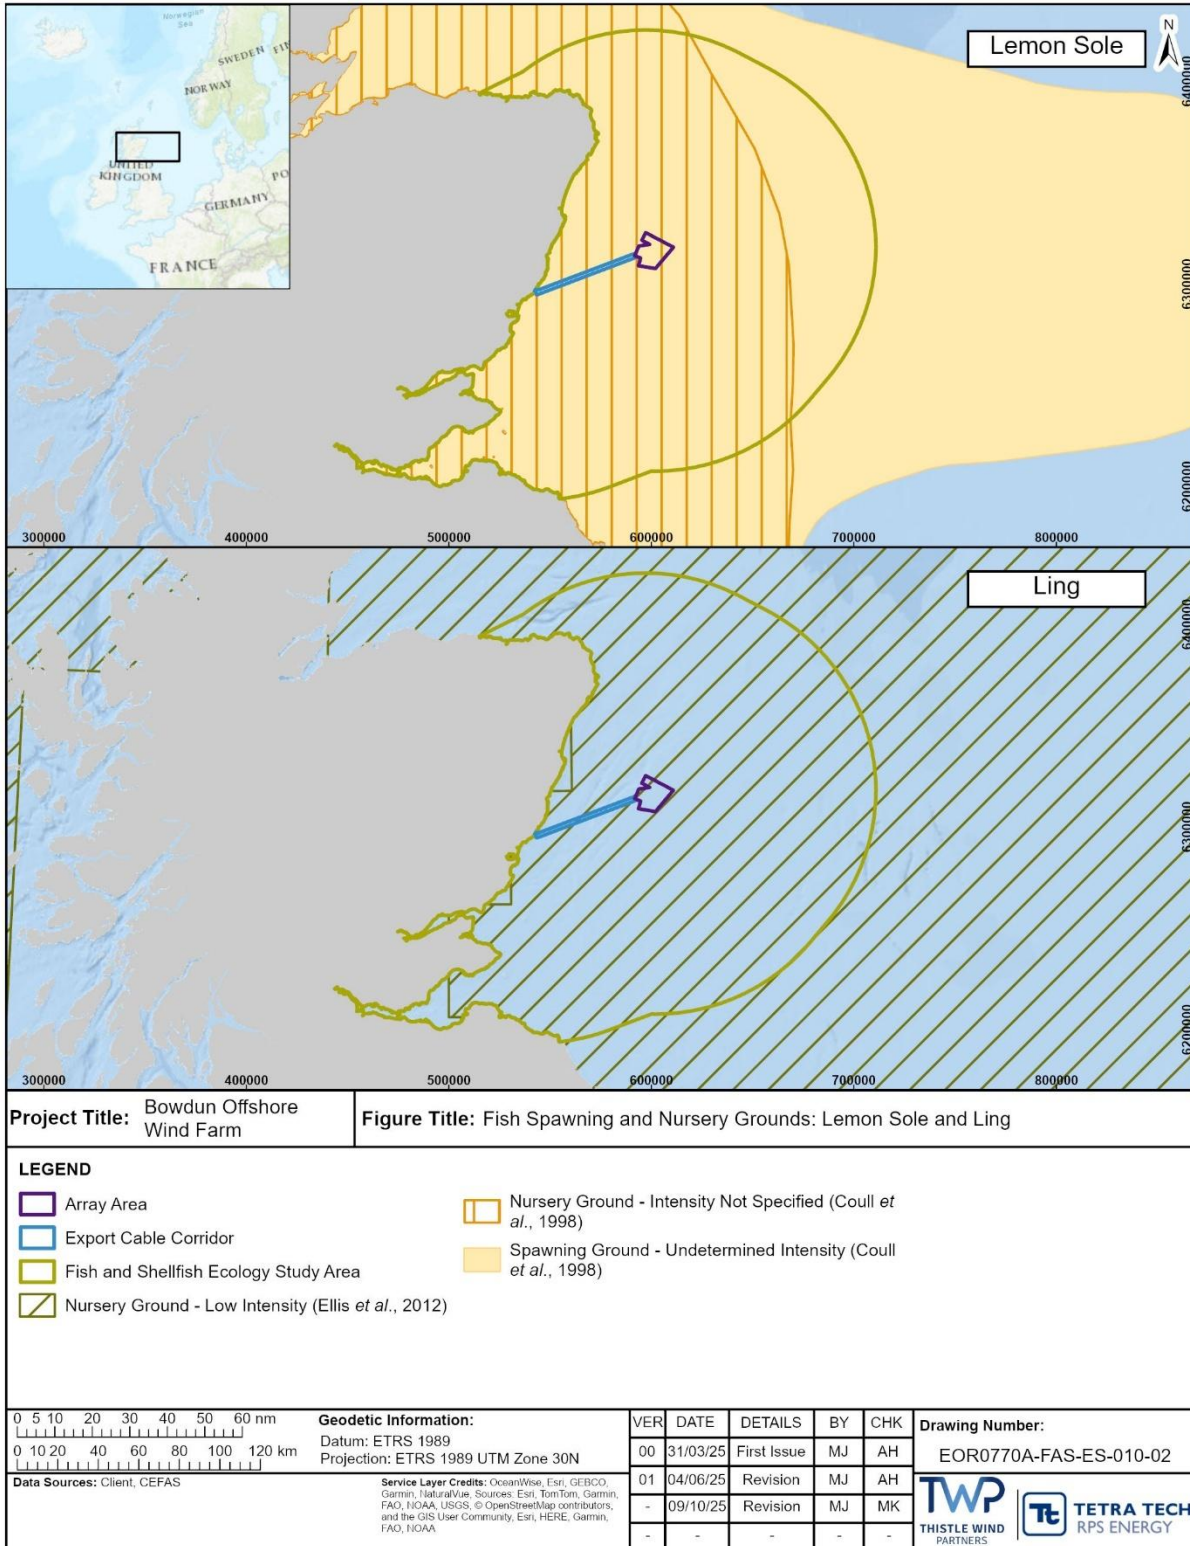 Norwegian
Sea
SWEDEN
FIN
NORWAY
UNITED
KINGDOM
GERMANY
PO
FRANCE
Lemon Sole
N
6400000
6300000
6200000
300000 400000 500000 600000 700000 800000
Ling
6400000
6300000
6200000
300000 400000 500000 600000 700000 800000
Project Title: Bowdun Offshore
Wind Farm
Figure Title: Fish Spawning and Nursery Grounds: Lemon Sole and Ling
LEGEND
Array Area
Export Cable Corridor
Fish and Shellfish Ecology Study Area
Nursery Ground - Low Intensity (Ellis et al., 2012)
Nursery Ground - Intensity Not Specified (Coull et
al., 1998)
Spawning Ground - Undetermined Intensity (Coull
et al., 1998)
0 5 10 20 30 40 50 60 nm
0 10 20 40 60 80 100 120 km
Geodetic Information:
Datum: ETRS 1989
Projection: ETRS 1989 UTM Zone 30N
Data Sources: Client, CEFAS
Service Layer Credits: OceanWise, Esri, GEBCO,
Garmin, NaturalVue, Sources: Esri, TomTom, Garmin,
FAO, NOAA, USGS, © OpenStreetMap contributors,
and the GIS User Community, Esri, HERE, Garmin,
FAO, NOAA
VER DATE DETAILS BY CHK
00 31/03/25 First Issue MJ AH
01 04/06/25 Revision MJ AH
- 09/10/25 Revision MJ MK
- - - - -
Drawing Number:
EOR0770A-FAS-ES-010-02
TWP
THISTLE WIND
PARTNERS
Tt
TETRA TECH
RPS ENERGY